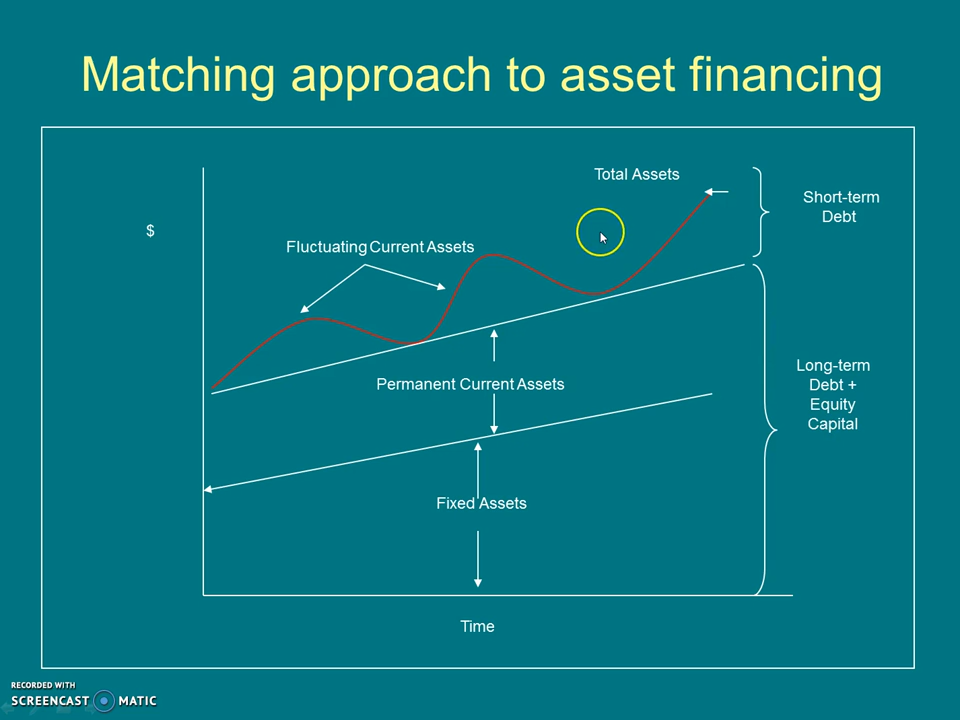 Matching approach to asset financing
Total Assets
Short-term
Debt
$
Fluctuating Current Assets
Long-term
Debt +
Equity
Capital
Permanent Current Assets
Fixed Assets
Time
RECORDED WITH
SCREENCAST MATIC